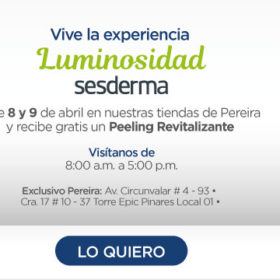 Vive la experiencia
Luminosidad
sesderma
e 8 y 9 de abril en nuestras tiendas de Pereira
y recibe gratis un Peeling Revitalizante
Visítanos de
8:00 a.m. a 5:00 p.m.
Exclusivo Pereira: Av. Circunvalar # 4 - 93 •
Cra. 17 # 10 - 37 Torre Epic Pinares Local 01 •
LO QUIERO